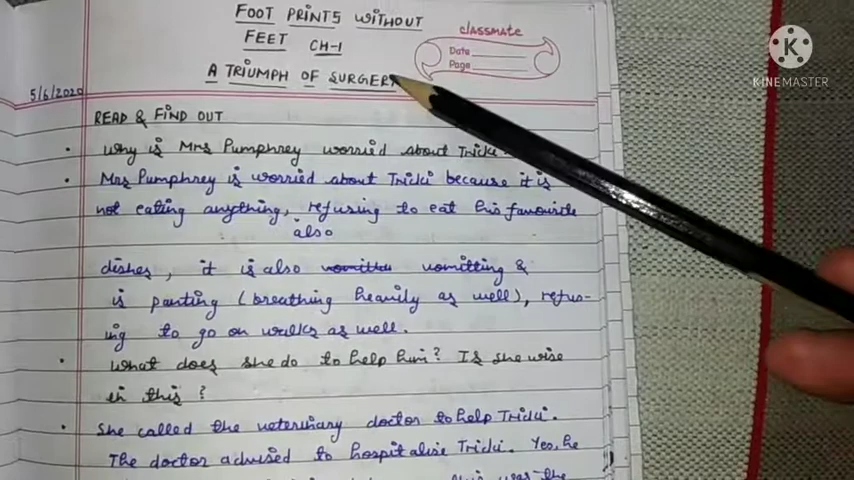 FOOT PRINTS WITHOUT
FEET CH-1
A TRIUMPH OF SURGERY
classmate
Date
Page
5/6/2020
READ & FIND OUT
Why is Mrs Pumphrey worried about Tricki
Mrs Pumphrey is worried about Tricki because it is
not eating anything, refusing to eat his favourite
also
dishes, it is also vomitting &
is panting (breathing heavily as well), refus-
ing to go on walks as well.
What does she do to help him? Is she wise
in this?
She called the veterinary doctor to help Tricki.
The doctor advised to hospitalise Tricki. Yes, he
this was the
K
KINEMASTER